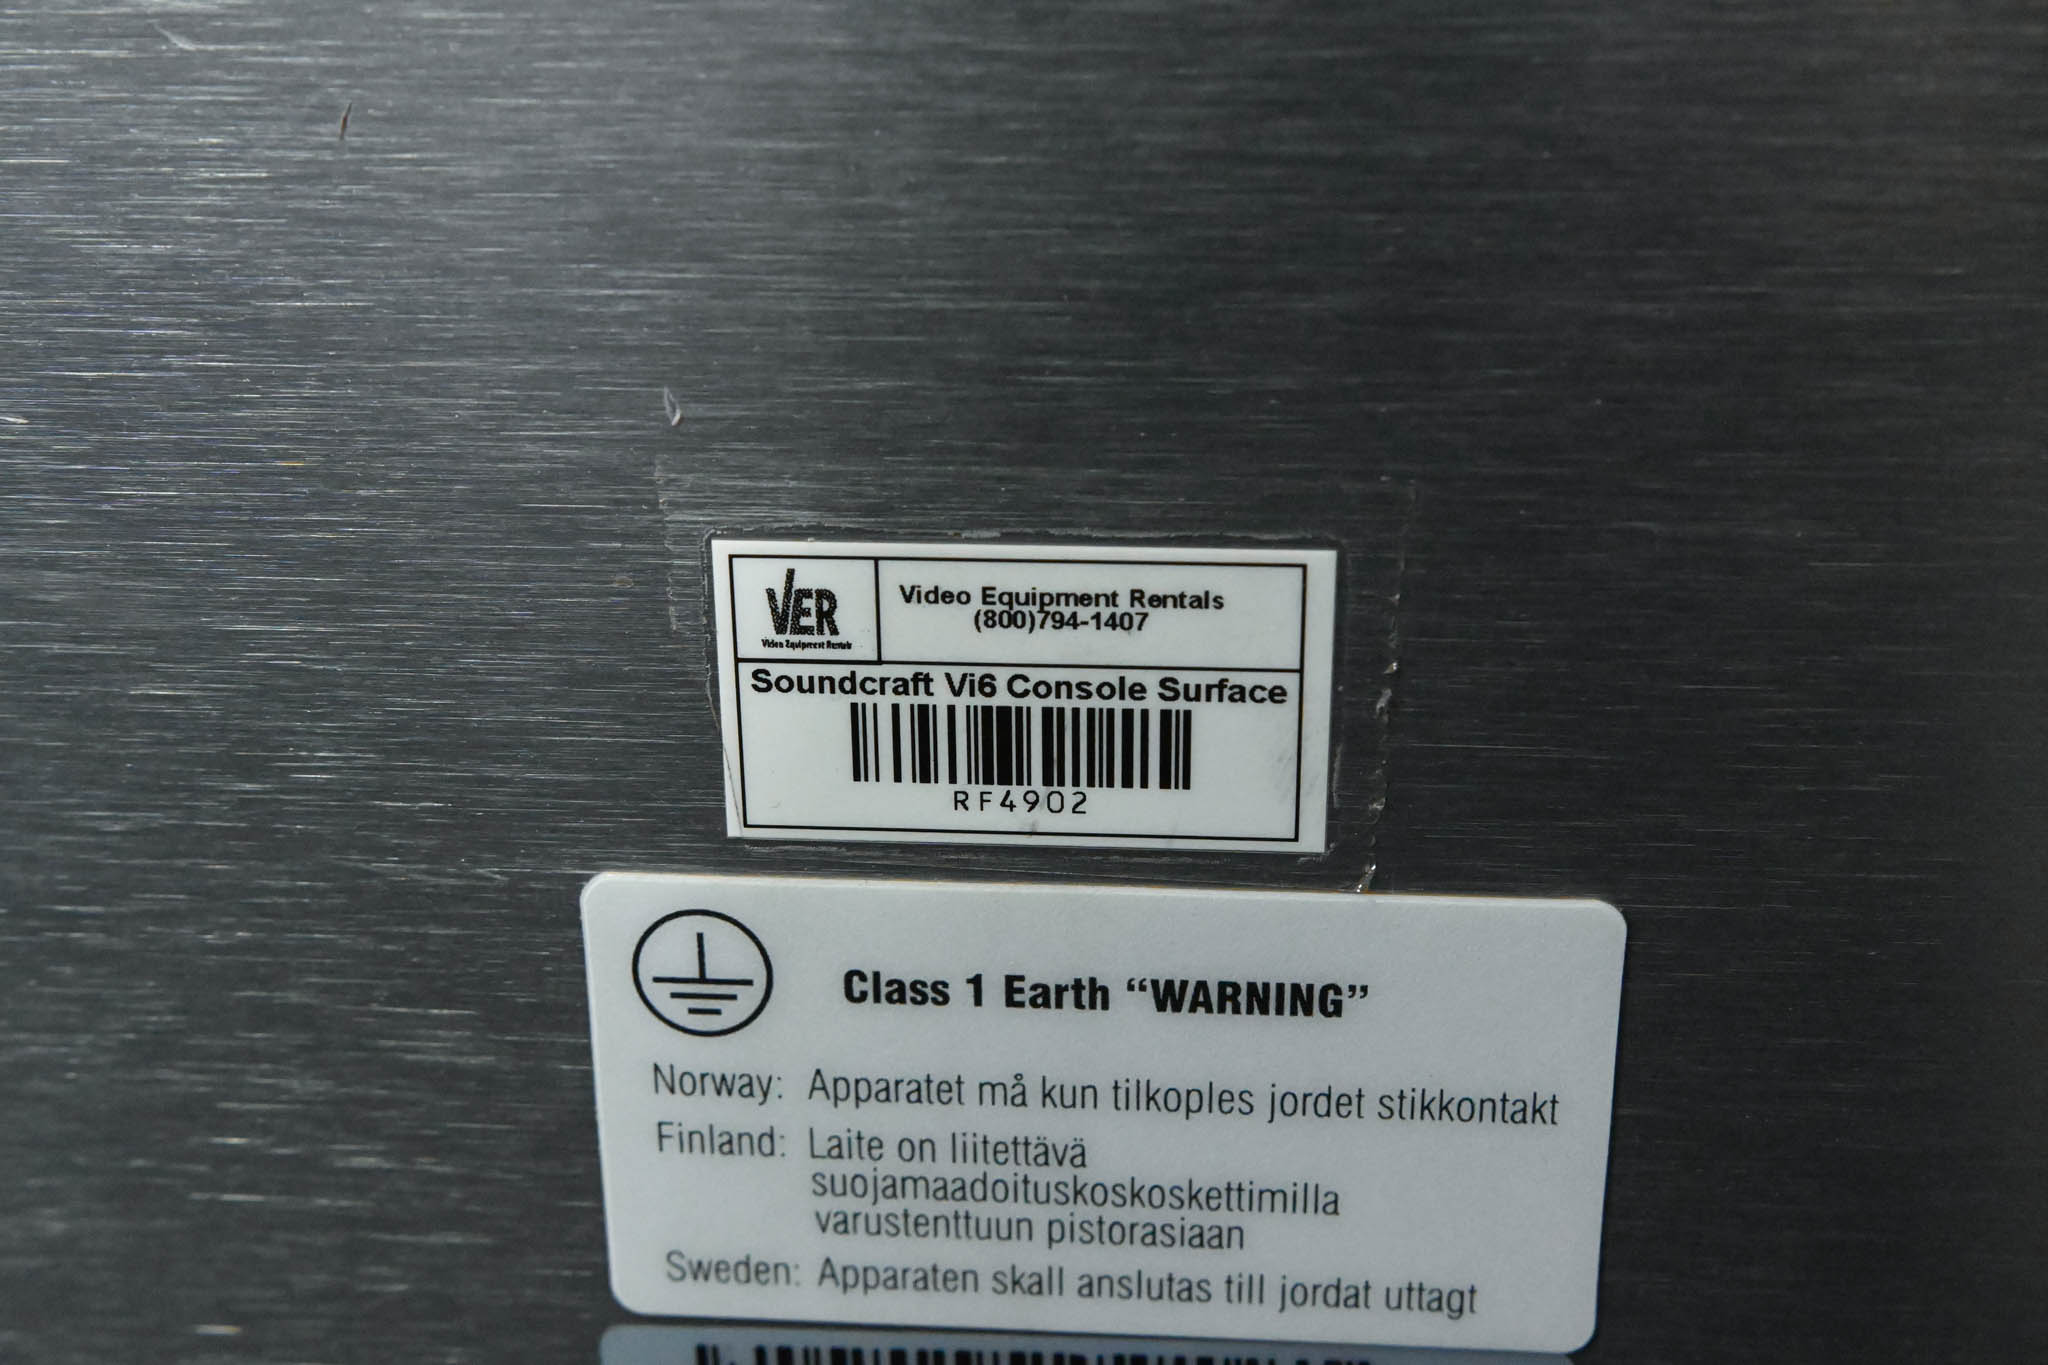 VER
Video Equipment Rentals
Video Equipment Rentals
(800)794-1407
Soundcraft Vi6 Console Surface
RF4902
Class 1 Earth “WARNING”
Norway: Apparatet må kun tilkoples jordet stikkontakt
Finland: Laite on liitettävä
suojamaadoituskoskoskettimilla
varustenttuun pistorasiaan
Sweden: Apparaten skall anslutas till jordat uttagt